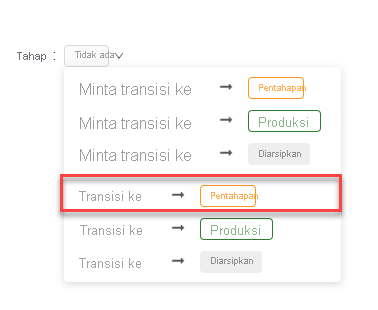 Tahap : Tidak ada
Minta transisi ke → Pentahapan
Minta transisi ke → Produksi
Minta transisi ke → Diarsipkan
Transisi ke → Pentahapan
Transisi ke → Produksi
Transisi ke → Diarsipkan